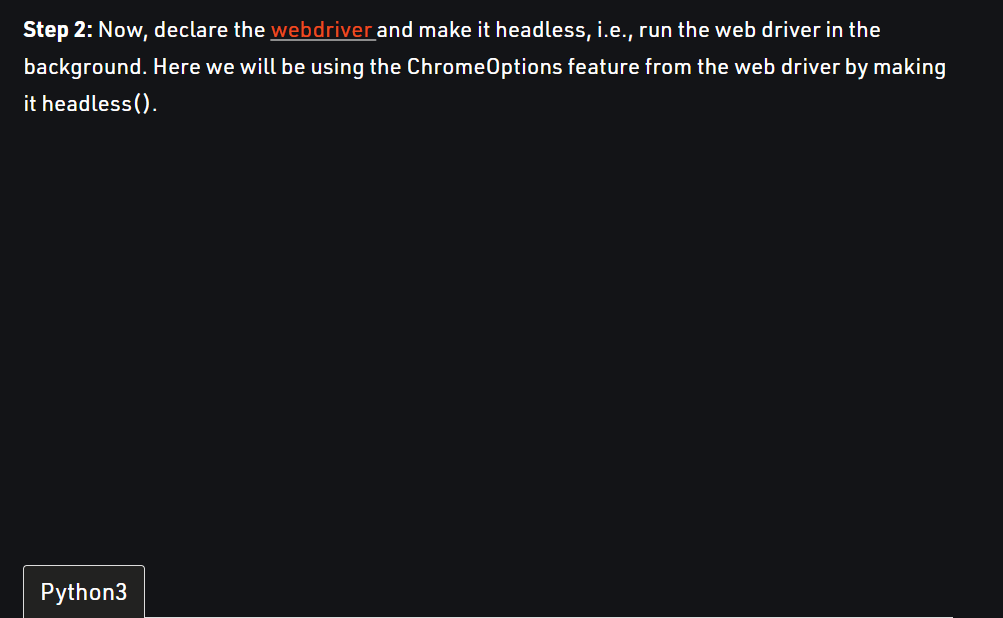 Step 2: Now, declare the webdriver and make it headless, i.e., run the web driver in the
background. Here we will be using the ChromeOptions feature from the web driver by making
it headless().
Python3